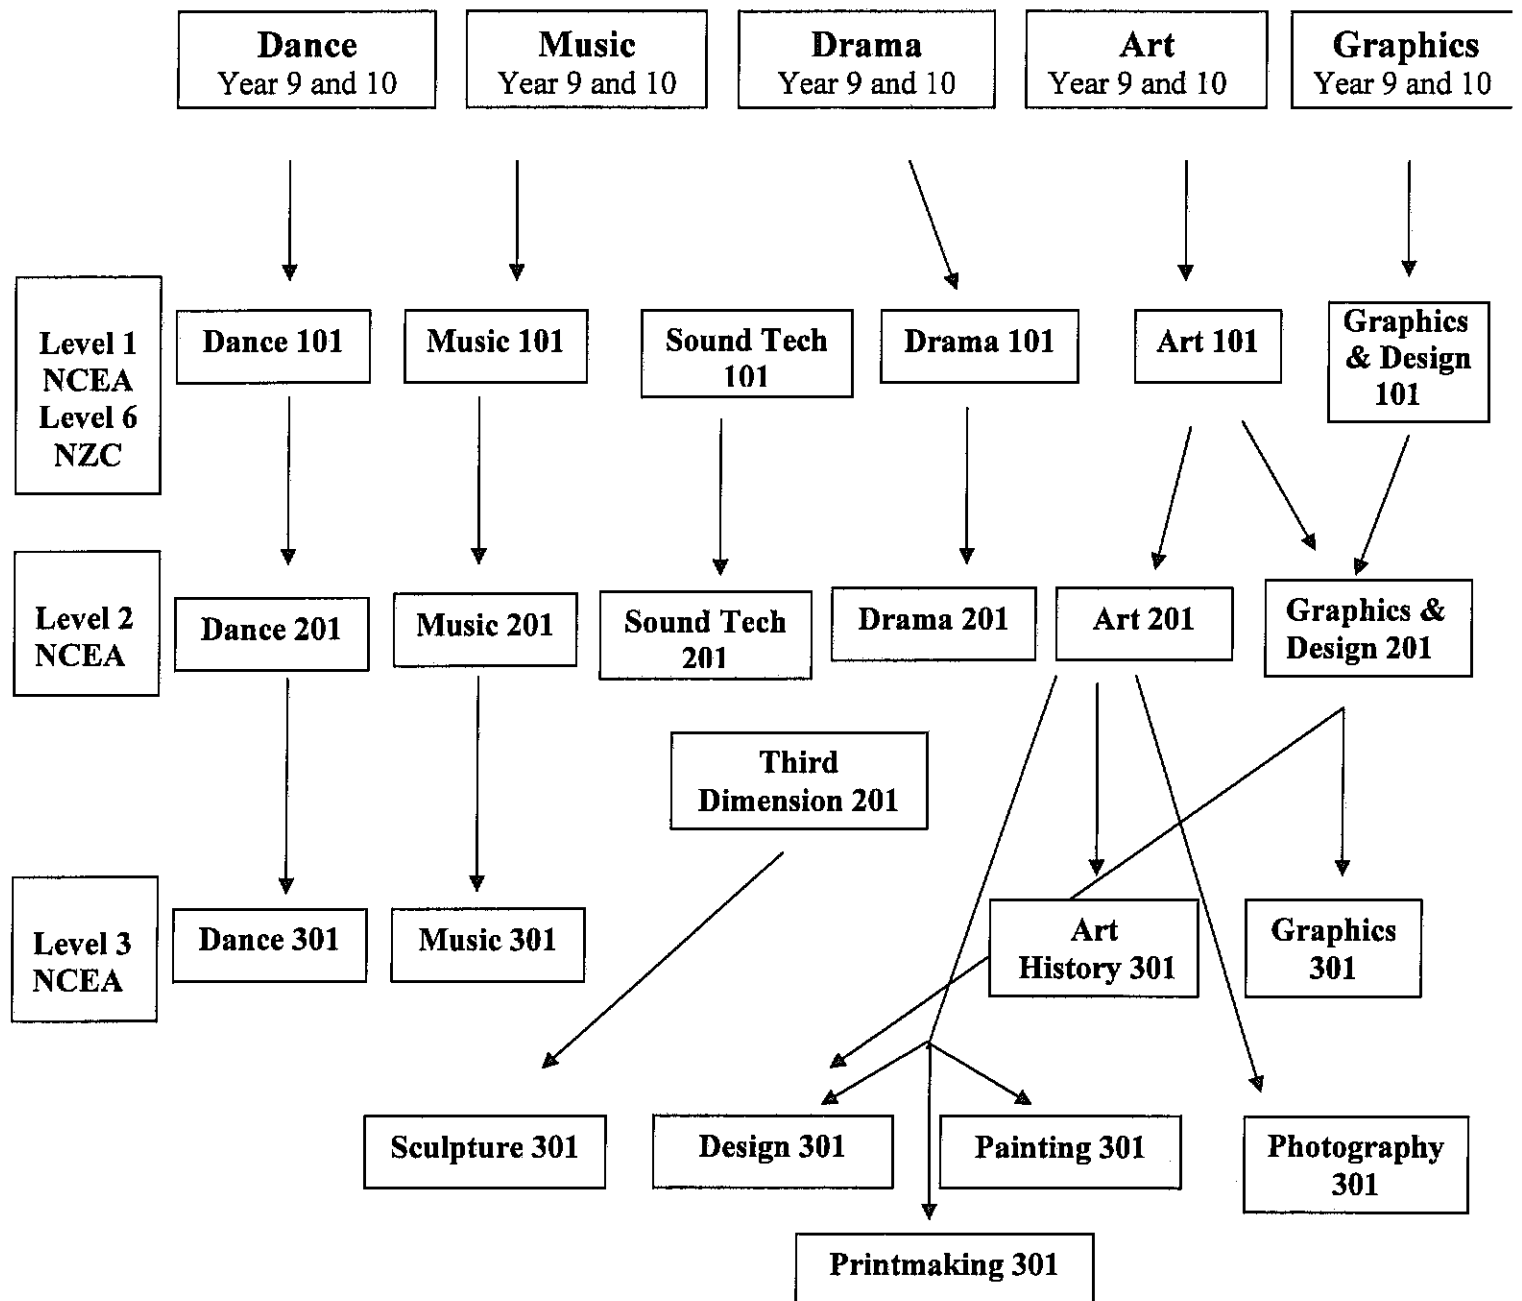 Dance
Year 9 and 10
Music
Year 9 and 10
Drama
Year 9 and 10
Art
Year 9 and 10
Graphics
Year 9 and 10
Level 1
NCEA
Level 6
NZC
Dance 101
Music 101
Sound Tech
101
Drama 101
Art 101
Graphics
& Design
101
Level 2
NCEA
Dance 201
Music 201
Sound Tech
201
Drama 201
Art 201
Graphics &
Design 201
Third
Dimension 201
Level 3
NCEA
Dance 301
Music 301
Art
History 301
Graphics
301
Sculpture 301
Design 301
Painting 301
Photography
301
Printmaking 301